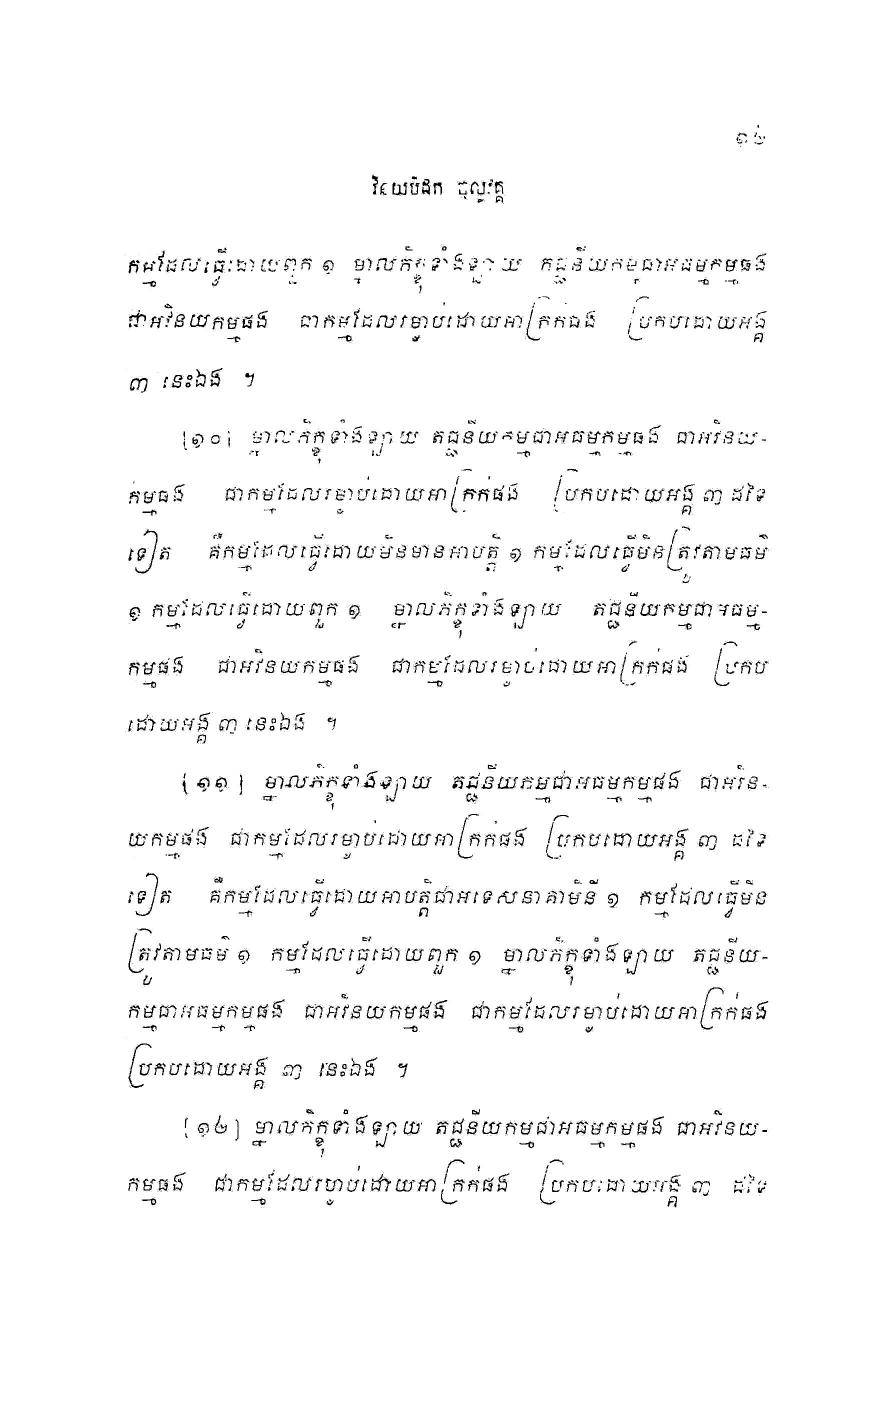 ១២
វិនយបិដក ចុល្លវគ្គ
កម្មដែលធ្វើដោយពួក ១ ម្នាលភិក្ខុទាំងឡាយ តជ្ជនីយកម្មជាអធម្មកម្មផង
ជាអវិនយកម្មផង ជាកម្មដែលរម្ងាប់ដោយអាក្រក់ផង ប្រកបដោយអង្គ
៣ នេះឯង ។
[១០] ម្នាលភិក្ខុទាំងឡាយ តជ្ជនីយកម្មជាអធម្មកម្មផង ជាអវិនយ-
កម្មផង ជាកម្មដែលរម្ងាប់ដោយអាក្រក់ផង ប្រកបដោយអង្គ ៣ ដទៃ
ទៀត គឺកម្មដែលធ្វើដោយមិនមានអាបត្តិ ១ កម្មដែលធ្វើមិនត្រូវតាមធម៌
១ កម្មដែលធ្វើដោយពួក ១ ម្នាលភិក្ខុទាំងឡាយ តជ្ជនីយកម្មជាអធម្ម-
កម្មផង ជាអវិនយកម្មផង ជាកម្មដែលរម្ងាប់ដោយអាក្រក់ផង ប្រកប
ដោយអង្គ ៣ នេះឯង ។
[១១] ម្នាលភិក្ខុទាំងឡាយ តជ្ជនីយកម្មជាអធម្មកម្មផង ជាអវិន-
យកម្មផង ជាកម្មដែលរម្ងាប់ដោយអាក្រក់ផង ប្រកបដោយអង្គ ៣ ដទៃ
ទៀត គឺកម្មដែលធ្វើដោយអាបត្តិជាអទេសនាគាមិនី ១ កម្មដែលធ្វើមិន
ត្រូវតាមធម៌ ១ កម្មដែលធ្វើដោយពួក ១ ម្នាលភិក្ខុទាំងឡាយ តជ្ជនីយ-
កម្មជាអធម្មកម្មផង ជាអវិនយកម្មផង ជាកម្មដែលរម្ងាប់ដោយអាក្រក់ផង
ប្រកបដោយអង្គ ៣ នេះឯង ។
[១២] ម្នាលភិក្ខុទាំងឡាយ តជ្ជនីយកម្មជាអធម្មកម្មផង ជាអវិនយ-
កម្មផង ជាកម្មដែលរម្ងាប់ដោយអាក្រក់ផង ប្រកបដោយអង្គ ៣ ដទៃ